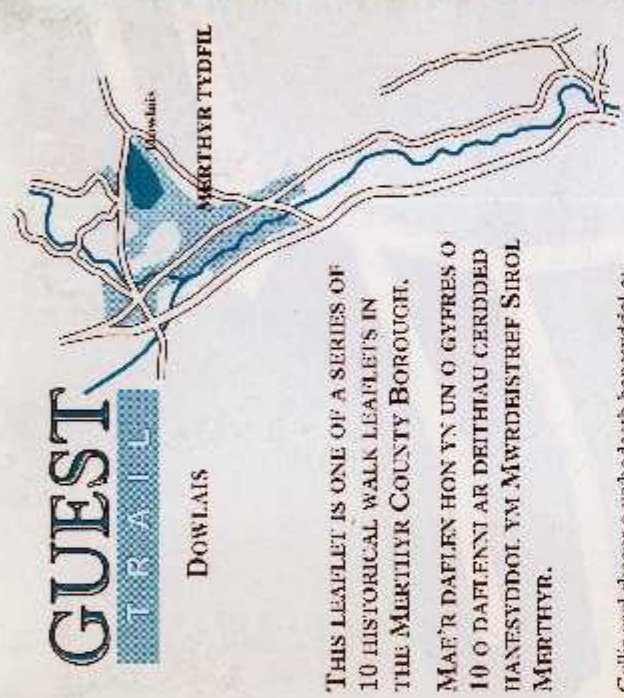 GUEST
TRAIL
DOWLAIS
Dowlais
MERTHYR TYDFIL
THIS LEAFLET IS ONE OF A SERIES OF
10 HISTORICAL WALK LEAFLETS IN
THE MERTHYR COUNTY BOROUGH.
MAE'R DAFLEN HON YN UN O GYFRES O
10 O DAFLENNI AR DEITHIAU CERDDED
HANESYDDOL YM MWRDEISTREF SIROL
MERTHYR.